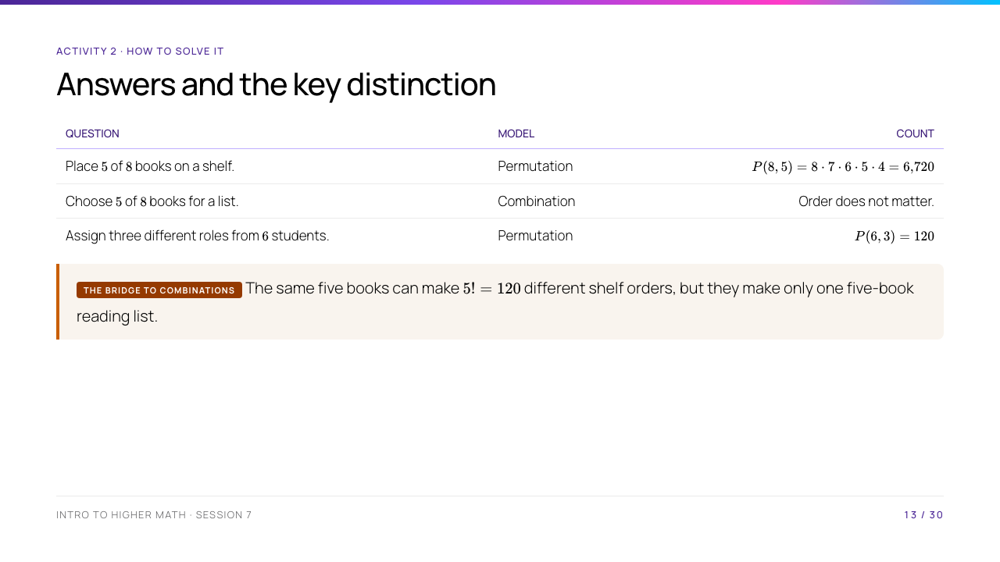 ACTIVITY 2 · HOW TO SOLVE IT
Answers and the key distinction
QUESTION MODEL COUNT
Place 5 of 8 books on a shelf. Permutation P(8, 5) = 8 · 7 · 6 · 5 · 4 = 6,720
Choose 5 of 8 books for a list. Combination Order does not matter.
Assign three different roles from 6 students. Permutation P(6, 3) = 120
THE BRIDGE TO COMBINATIONS The same five books can make 5! = 120 different shelf orders, but they make only one five-book
reading list.
INTRO TO HIGHER MATH · SESSION 7 13 / 30